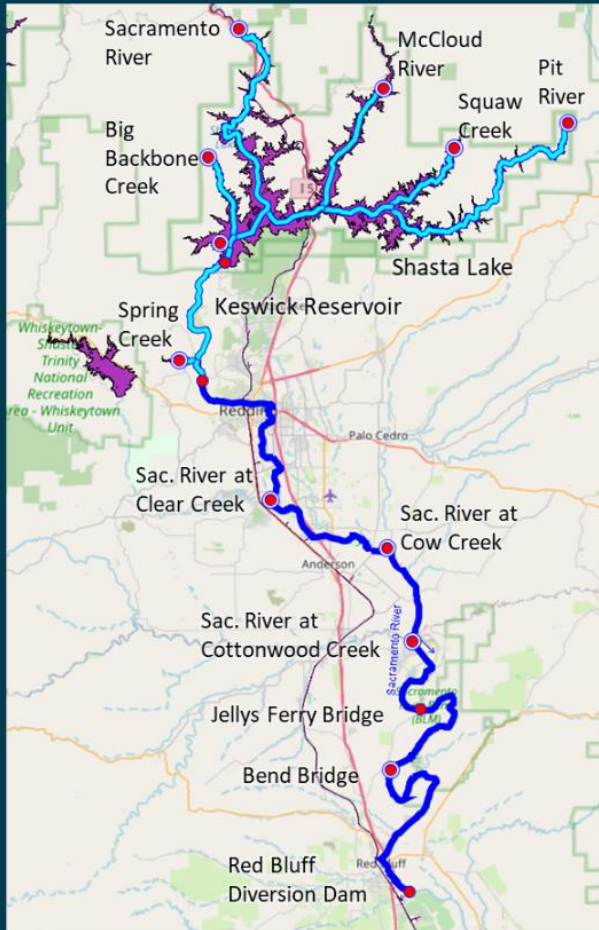 Sacramento
River
McCloud
River
Pit
River
Squaw
Creek
Big
Backbone
Creek
I 5
Shasta Lake
Keswick Reservoir
Spring
Creek
Whiskeytown-
Shasta
Trinity
National
Recreation
Area - Whiskeytown
Unit
Redding
Palo Cedro
Sac. River at
Clear Creek
Sac. River at
Cow Creek
Anderson
Sac. River at
Cottonwood Creek
Sacramento River
Sacramento
(BLM)
Jellys Ferry Bridge
Bend Bridge
Red Bluff
Diversion Dam
Red Bluff